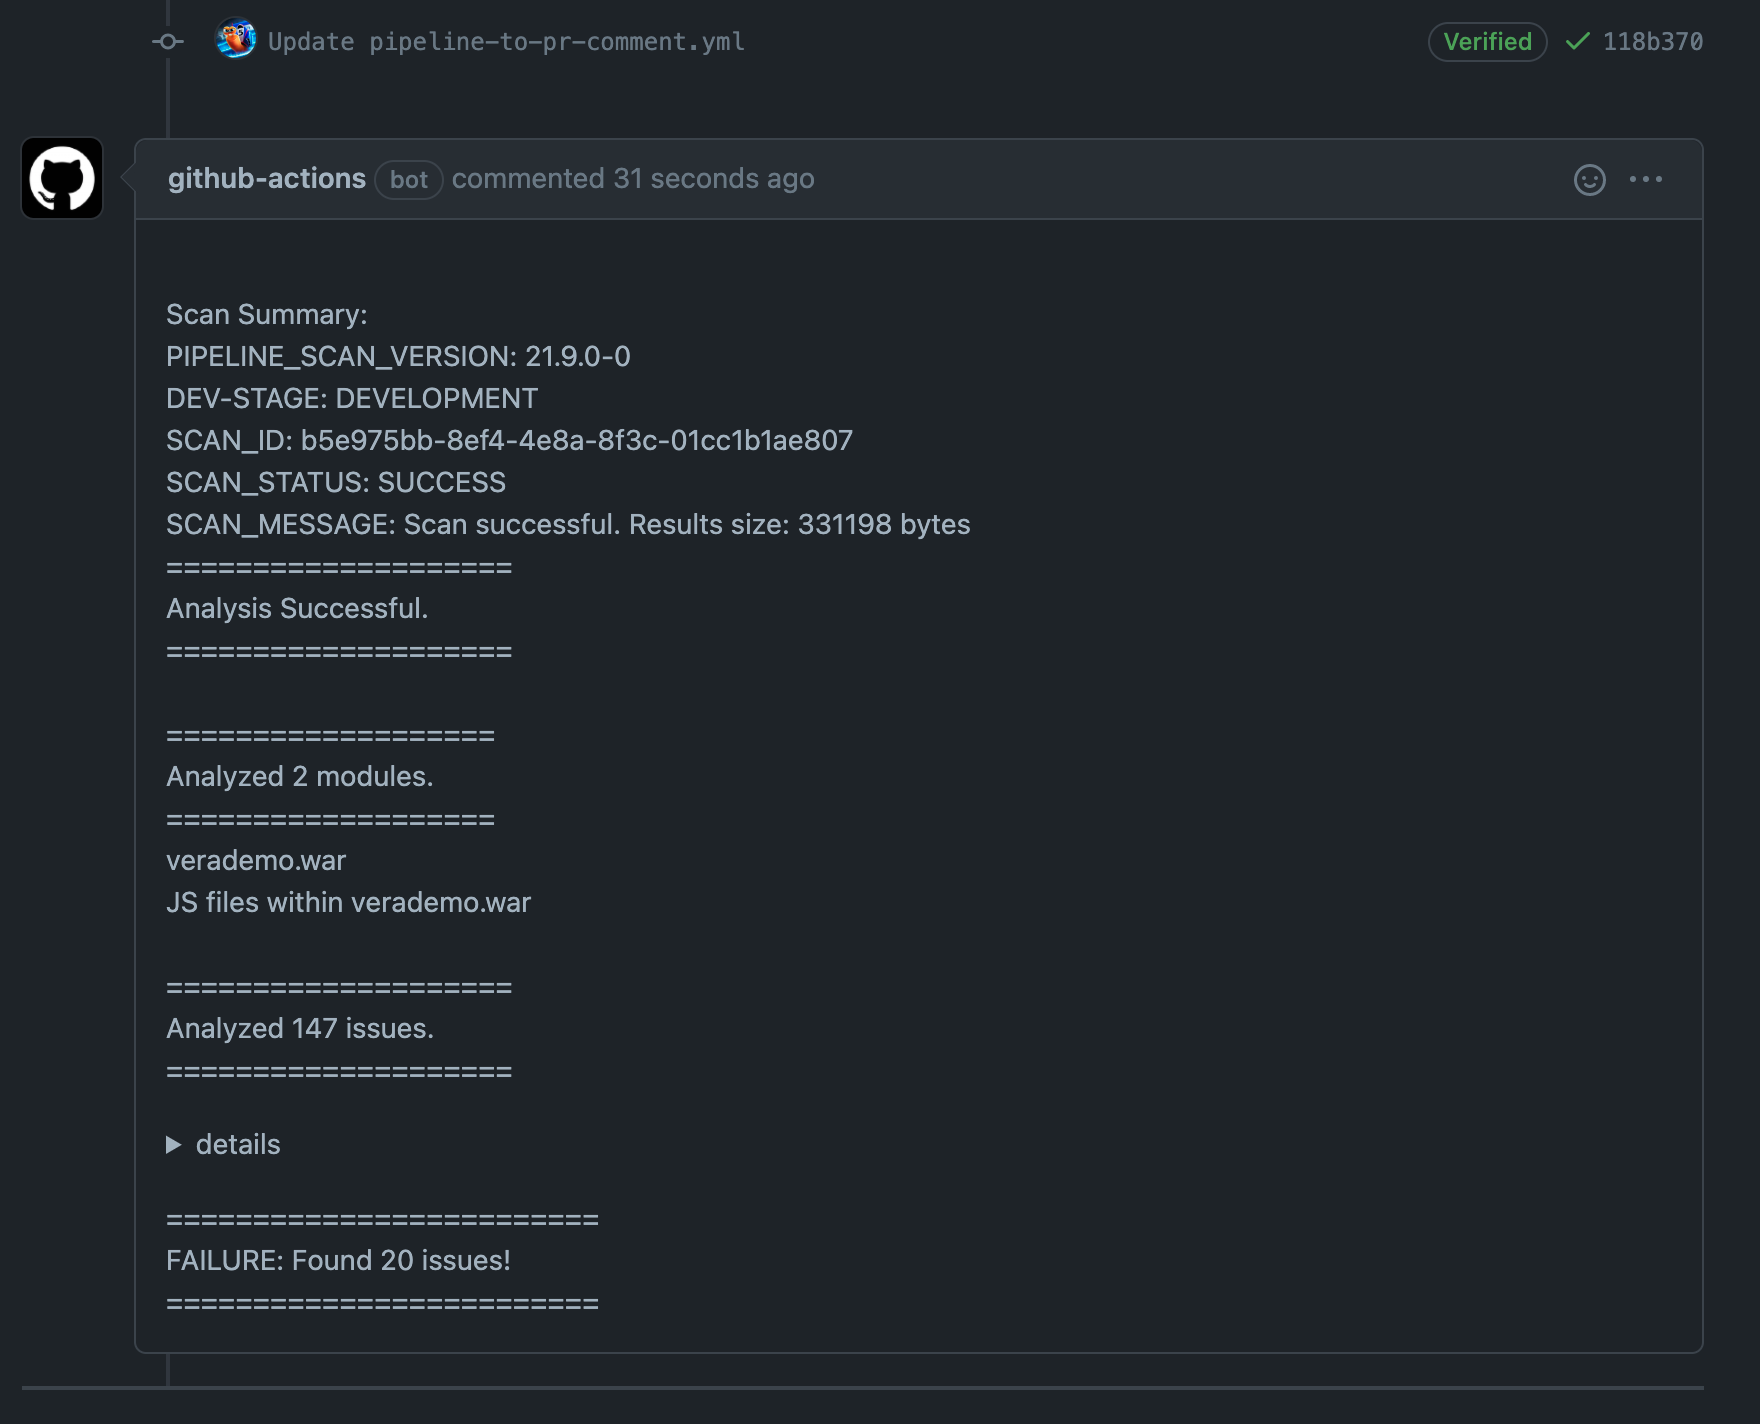 Update pipeline-to-pr-comment.yml Verified 118b370
github-actions bot commented 31 seconds ago
Scan Summary:
PIPELINE_SCAN_VERSION: 21.9.0-0
DEV-STAGE: DEVELOPMENT
SCAN_ID: b5e975bb-8ef4-4e8a-8f3c-01cc1b1ae807
SCAN_STATUS: SUCCESS
SCAN_MESSAGE: Scan successful. Results size: 331198 bytes
====================
Analysis Successful.
====================
===================
Analyzed 2 modules.
===================
verademo.war
JS files within verademo.war
====================
Analyzed 147 issues.
====================
details
=========================
FAILURE: Found 20 issues!
=========================